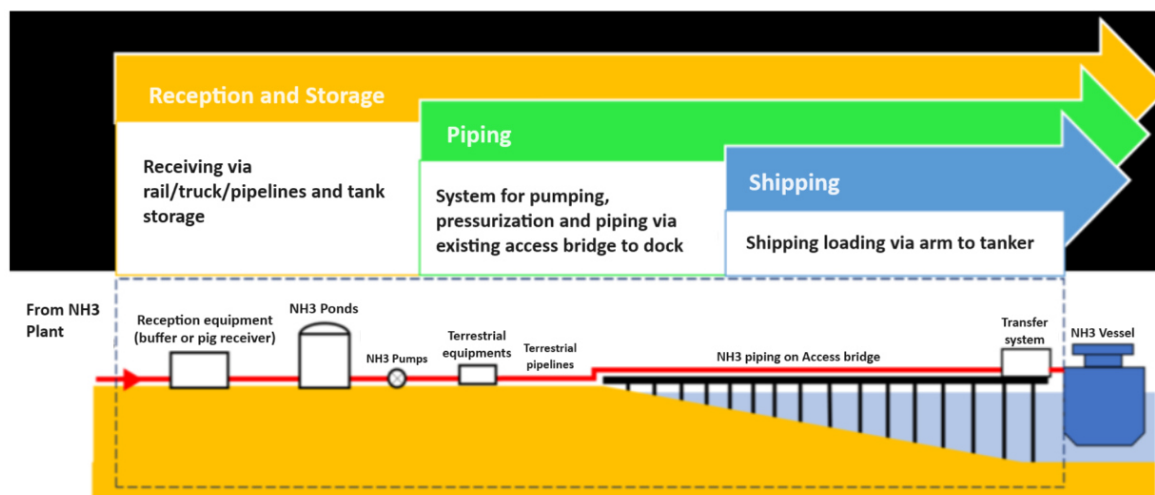 Reception and Storage
Receiving via
rail/truck/pipelines and tank
storage
Piping
System for pumping,
pressurization and piping via
existing access bridge to dock
Shipping
Shipping loading via arm to tanker
From NH3
Plant
Reception equipment
(buffer or pig receiver)
NH3 Ponds
NH3 Pumps
Terrestrial
equipments
Terrestrial
pipelines
NH3 piping on Access bridge
Transfer
system
NH3 Vessel